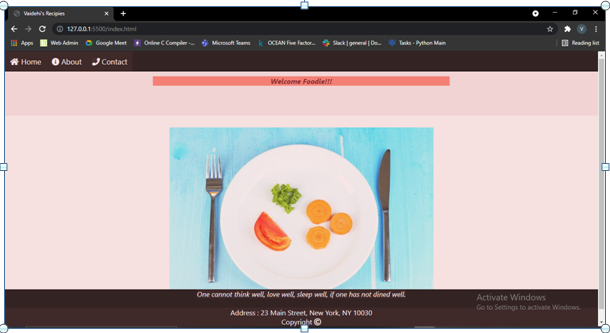 Vaidehi's Recipies
127.0.0.1:5500/index.html
Apps Web Admin Google Meet Online C Compiler -... Microsoft Teams OCEAN Five Factor... Slack | general | Do... Tasks - Python Main Reading list
Home About Contact
Welcome Foodie!!!
One cannot think well, love well, sleep well, if one has not dined well.
Activate Windows
Go to Settings to activate Windows.
Address : 23 Main Street, New York, NY 10030
Copyright ©